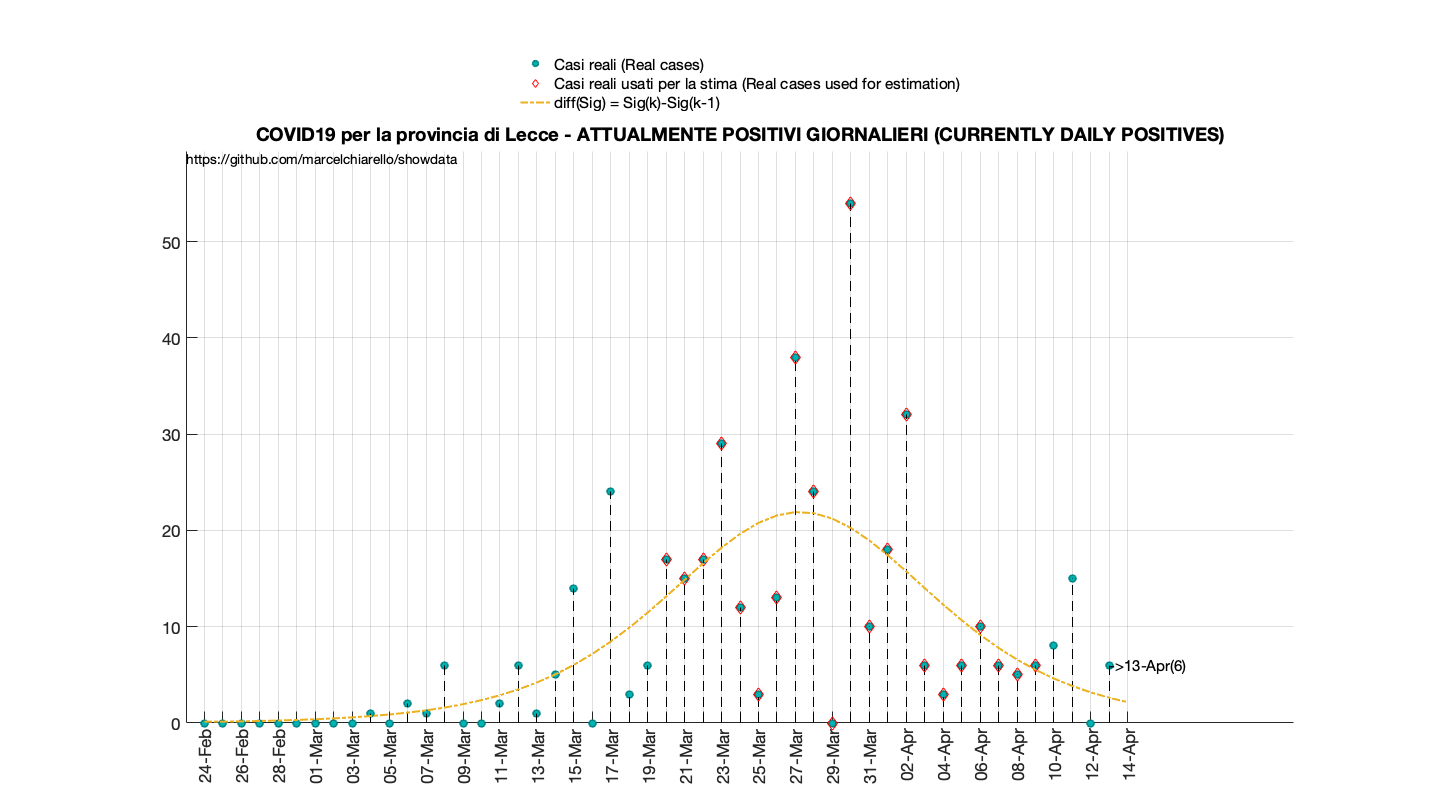 Casi reali (Real cases)
Casi reali usati per la stima (Real cases used for estimation)
diff(Sig) = Sig(k)-Sig(k-1)
COVID19 per la provincia di Lecce - ATTUALMENTE POSITIVI GIORNALIERI (CURRENTLY DAILY POSITIVES)
https://github.com/marcelchiarello/showdata
50
40
30
20
10
0
>13-Apr(6)
24-Feb
26-Feb
28-Feb
01-Mar
03-Mar
05-Mar
07-Mar
09-Mar
11-Mar
13-Mar
15-Mar
17-Mar
19-Mar
21-Mar
23-Mar
25-Mar
27-Mar
29-Mar
31-Mar
02-Apr
04-Apr
06-Apr
08-Apr
10-Apr
12-Apr
14-Apr